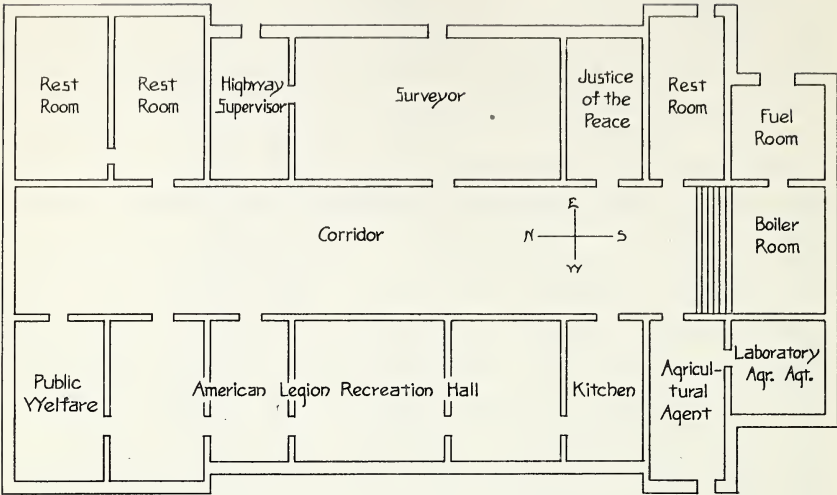 Rest
Room
Rest
Room
Highway
Supervisor
Surveyor
Justice
of the
Peace
Rest
Room
Fuel
Room
Corridor
E
N
S
W
Boiler
Room
Public
Welfare
American Legion Recreation Hall
Kitchen
Agricul-
tural
Agent
Laboratory
Agr. Agt.